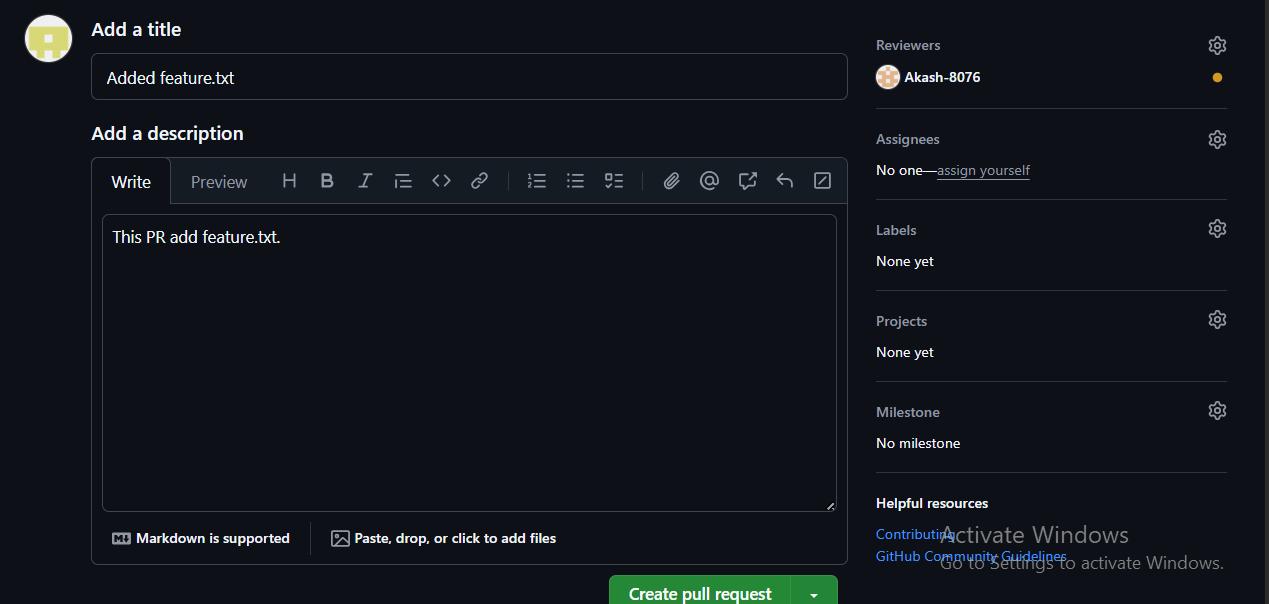 Add a title
Added feature.txt
Add a description
Write
Preview
This PR add feature.txt.
Markdown is supported
Paste, drop, or click to add files
Create pull request
Reviewers
Akash-8076
Assignees
No one—assign yourself
Labels
None yet
Projects
None yet
Milestone
No milestone
Helpful resources
Contributing
GitHub Community Guidelines
Activate Windows
Go to Settings to activate Windows.